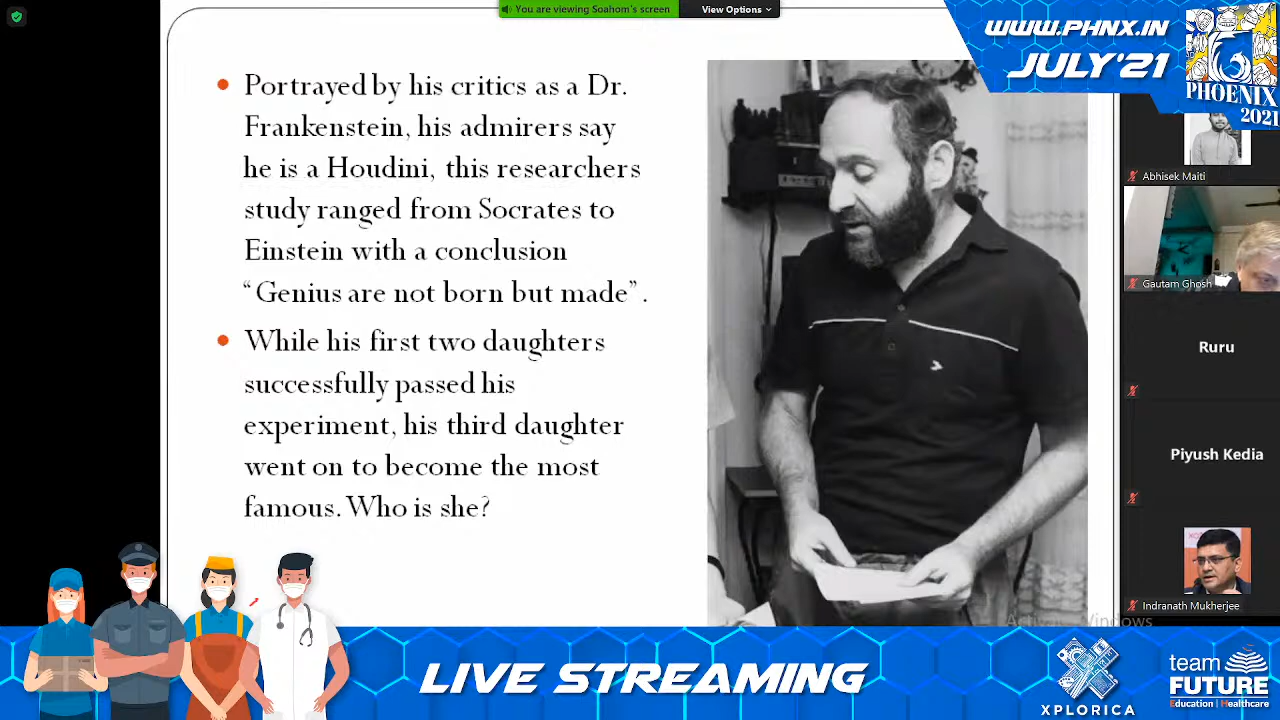 You are viewing Soahom's screen
View Options
WWW.PHNX.IN
JULY'21
PHOENIX
2021
• Portrayed by his critics as a Dr.
Frankenstein, his admirers say
he is a Houdini, this researchers
study ranged from Socrates to
Einstein with a conclusion
“Genius are not born but made”.
• While his first two daughters
successfully passed his
experiment, his third daughter
went on to become the most
famous. Who is she?
Abhisek Maiti
Gautam Ghosh
Ruru
Piyush Kedia
Indranath Mukherjee
Activate Windows
LIVE STREAMING
XPLORICA
team
FUTURE
Education | Healthcare